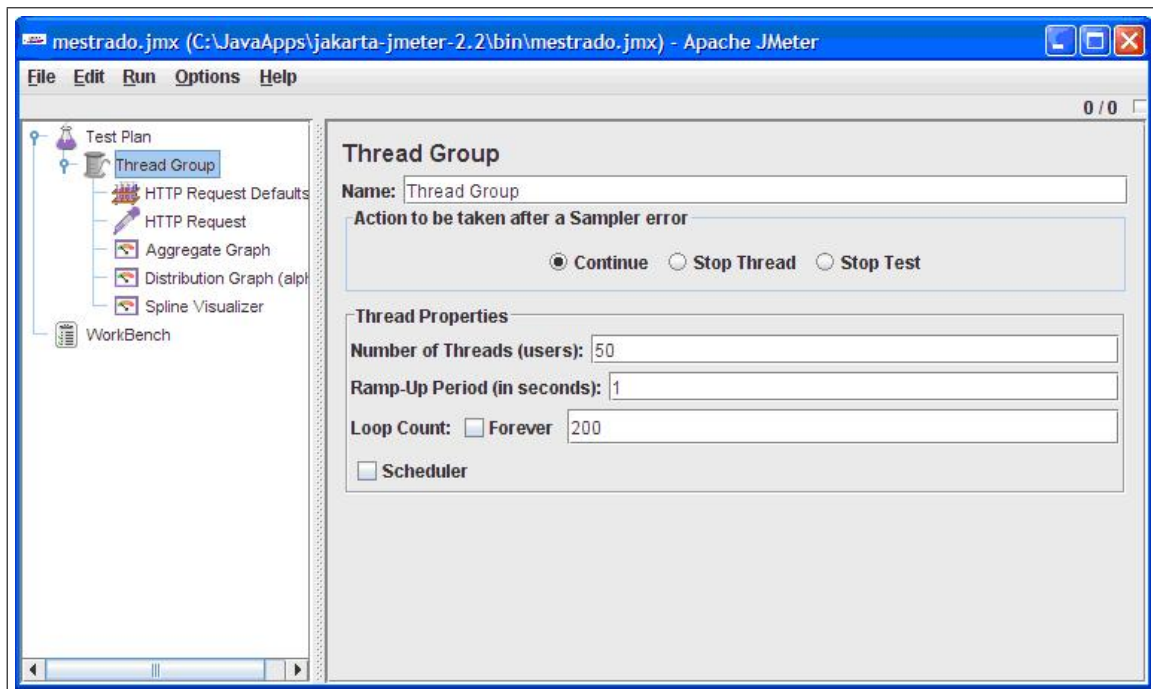 mestrado.jmx (C:\JavaApps\jakarta-jmeter-2.2\bin\mestrado.jmx) - Apache JMeter
File Edit Run Options Help
0 / 0
Test Plan
Thread Group
HTTP Request Defaults
HTTP Request
Aggregate Graph
Distribution Graph (alph
Spline Visualizer
WorkBench
Thread Group
Name: Thread Group
Action to be taken after a Sampler error
Continue Stop Thread Stop Test
Thread Properties
Number of Threads (users): 50
Ramp-Up Period (in seconds): 1
Loop Count: Forever 200
Scheduler